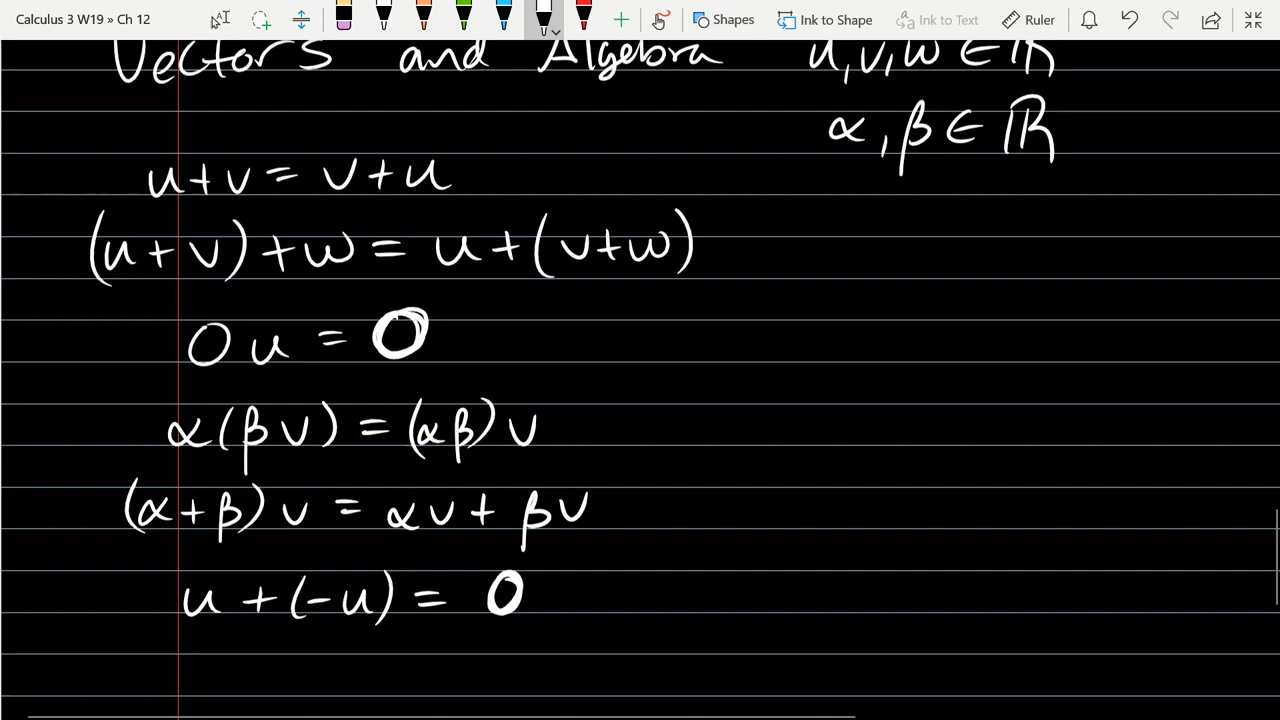 Calculus 3 W19 » Ch 12
Shapes
Ink to Shape
Ink to Text
Ruler
Vectors and Algebra u,v,w ∈ ℝ
α,β ∈ ℝ
u+v = v+u
(u+v)+w = u+(v+w)
0u = 0
α(βv) = (αβ)v
(α+β)v = αv+βv
u+(-u) = 0